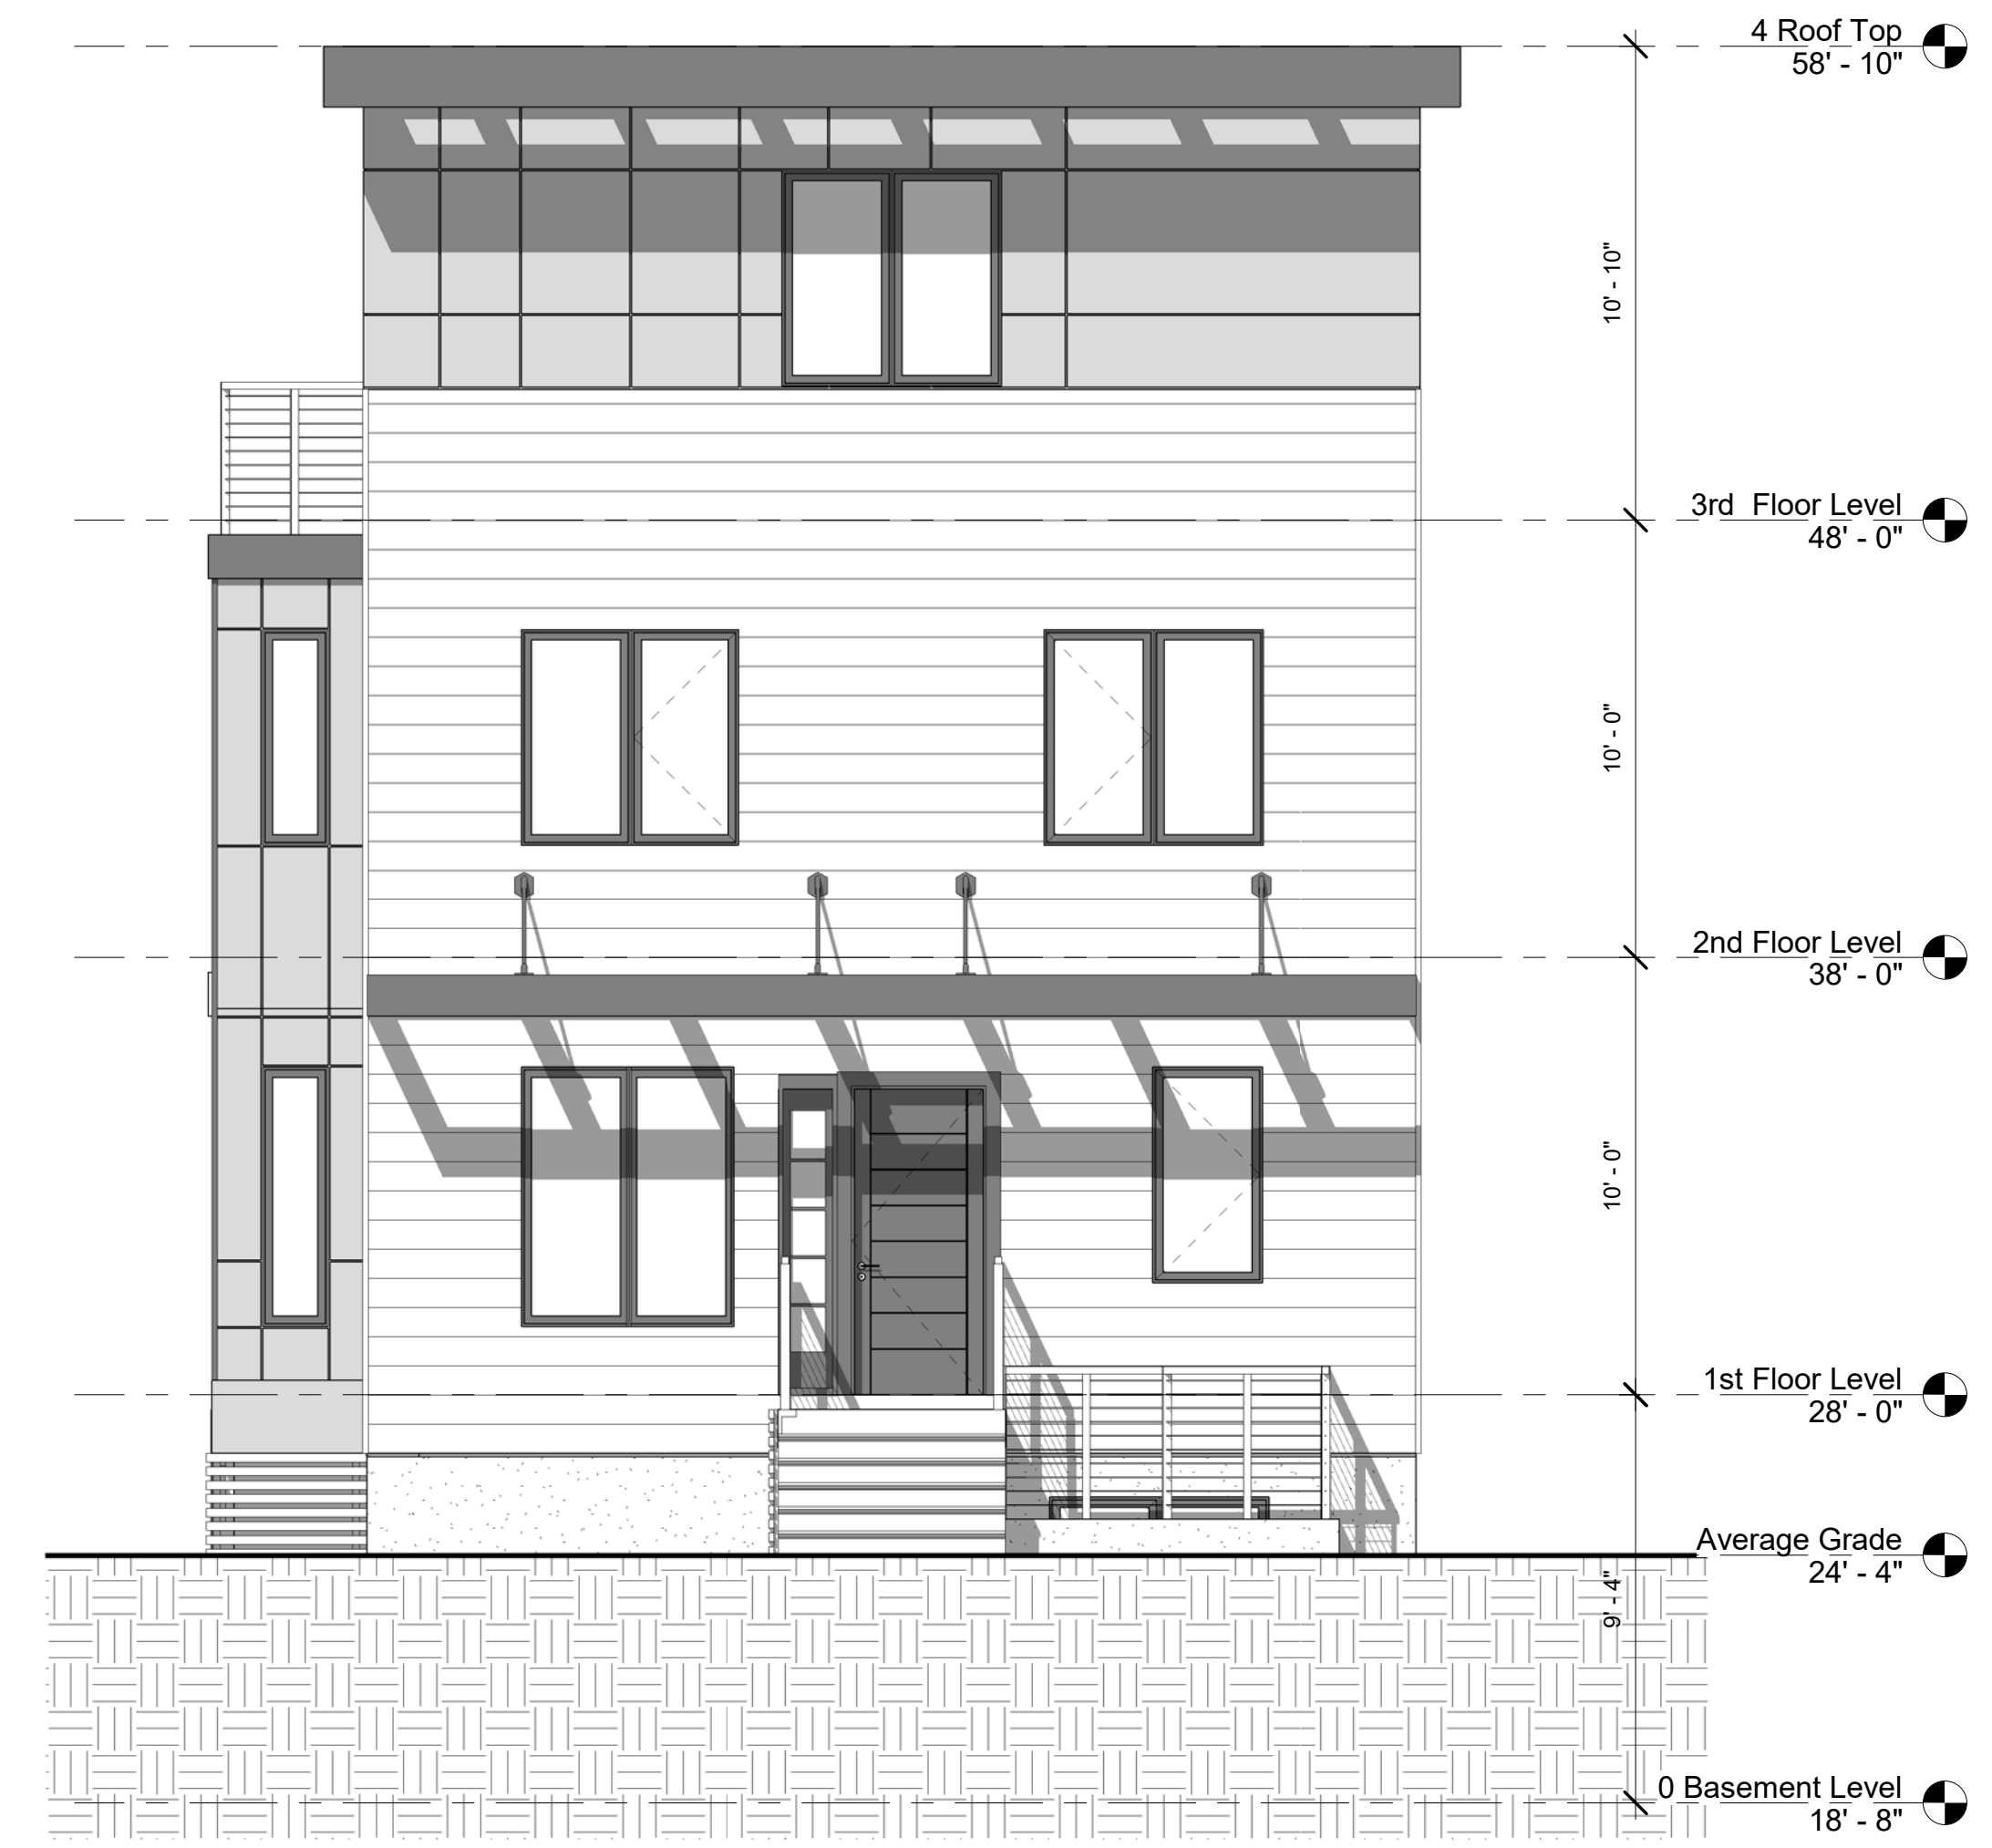 4 Roof Top
58' - 10"
10' - 10"
3rd  Floor Level
48' - 0"
10' - 0"
2nd Floor Level
38' - 0"
10' - 0"
1st Floor Level
28' - 0"
Average Grade
24' - 4"
9' - 4"
0 Basement Level
18' - 8"